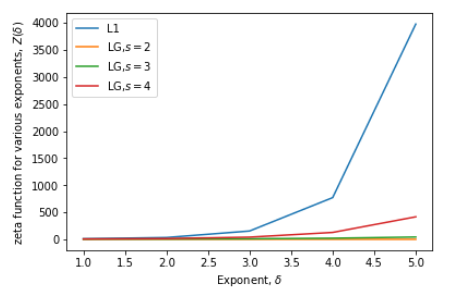 zeta function for various exponents, Z(δ)
4000
3500
3000
2500
2000
1500
1000
500
0
L1
LG,s = 2
LG,s = 3
LG,s = 4
1.0 1.5 2.0 2.5 3.0 3.5 4.0 4.5 5.0
Exponent, δ